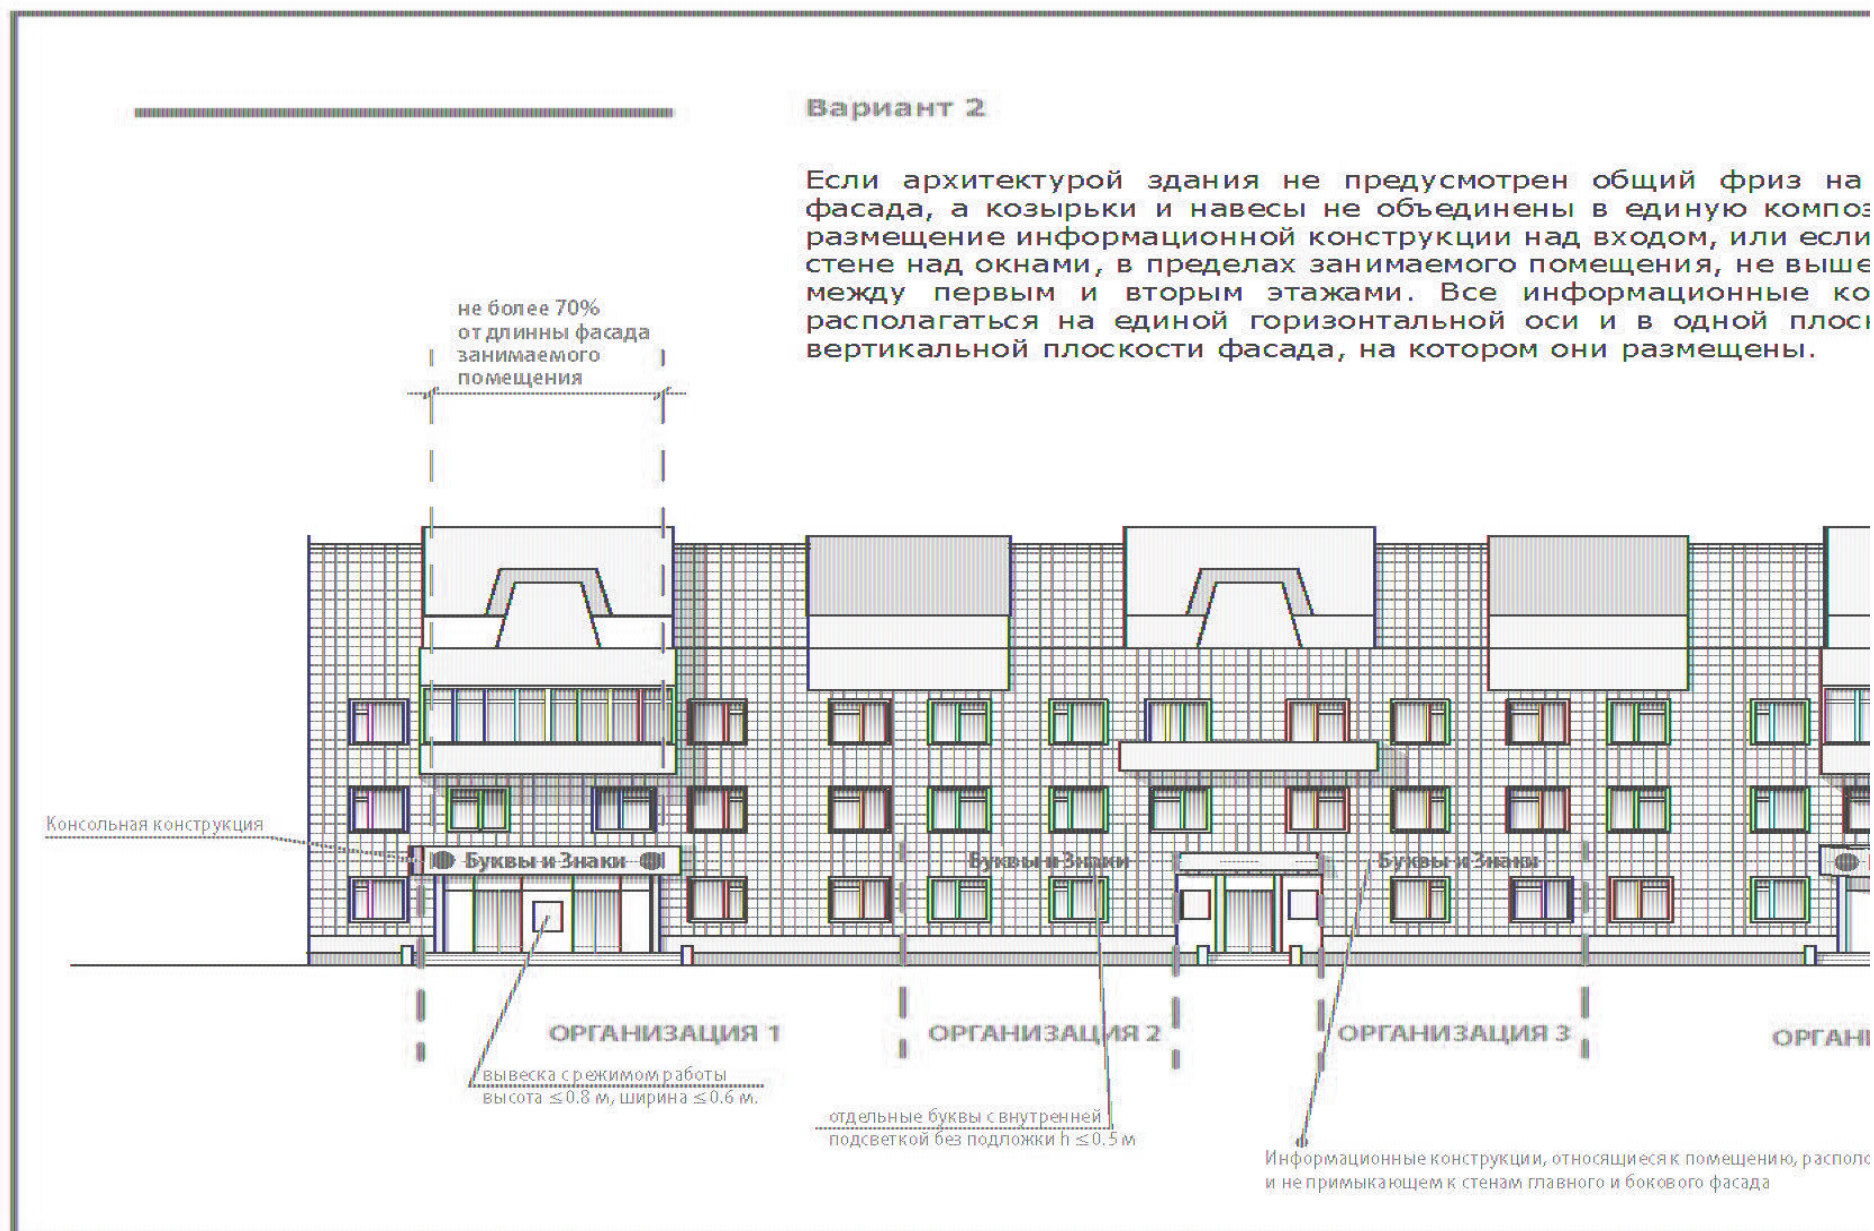 Вариант 2
Если архитектурой здания не предусмотрен общий фриз на
фасада, а козырьки и навесы не объединены в единую композ
размещение информационной конструкции над входом, или если
стене над окнами, в пределах занимаемого помещения, не выше
между первым и вторым этажами. Все информационные ко
располагаться на единой горизонтальной оси и в одной плоск
вертикальной плоскости фасада, на котором они размещены.
не более 70%
от длинны фасада
занимаемого
помещения
Консольная конструкция
Буквы и Знаки
Буквы и Знаки
Буквы и Знаки
ОРГАНИЗАЦИЯ 1
ОРГАНИЗАЦИЯ 2
ОРГАНИЗАЦИЯ 3
ОРГАНИ
вывеска с режимом работы
высота ≤0.8 м, ширина ≤0.6 м.
отдельные буквы с внутренней
подсветкой без подложки h ≤0.5 м
Информационные конструкции, относящиеся к помещению, располо
и не примыкающем к стенам главного и бокового фасада